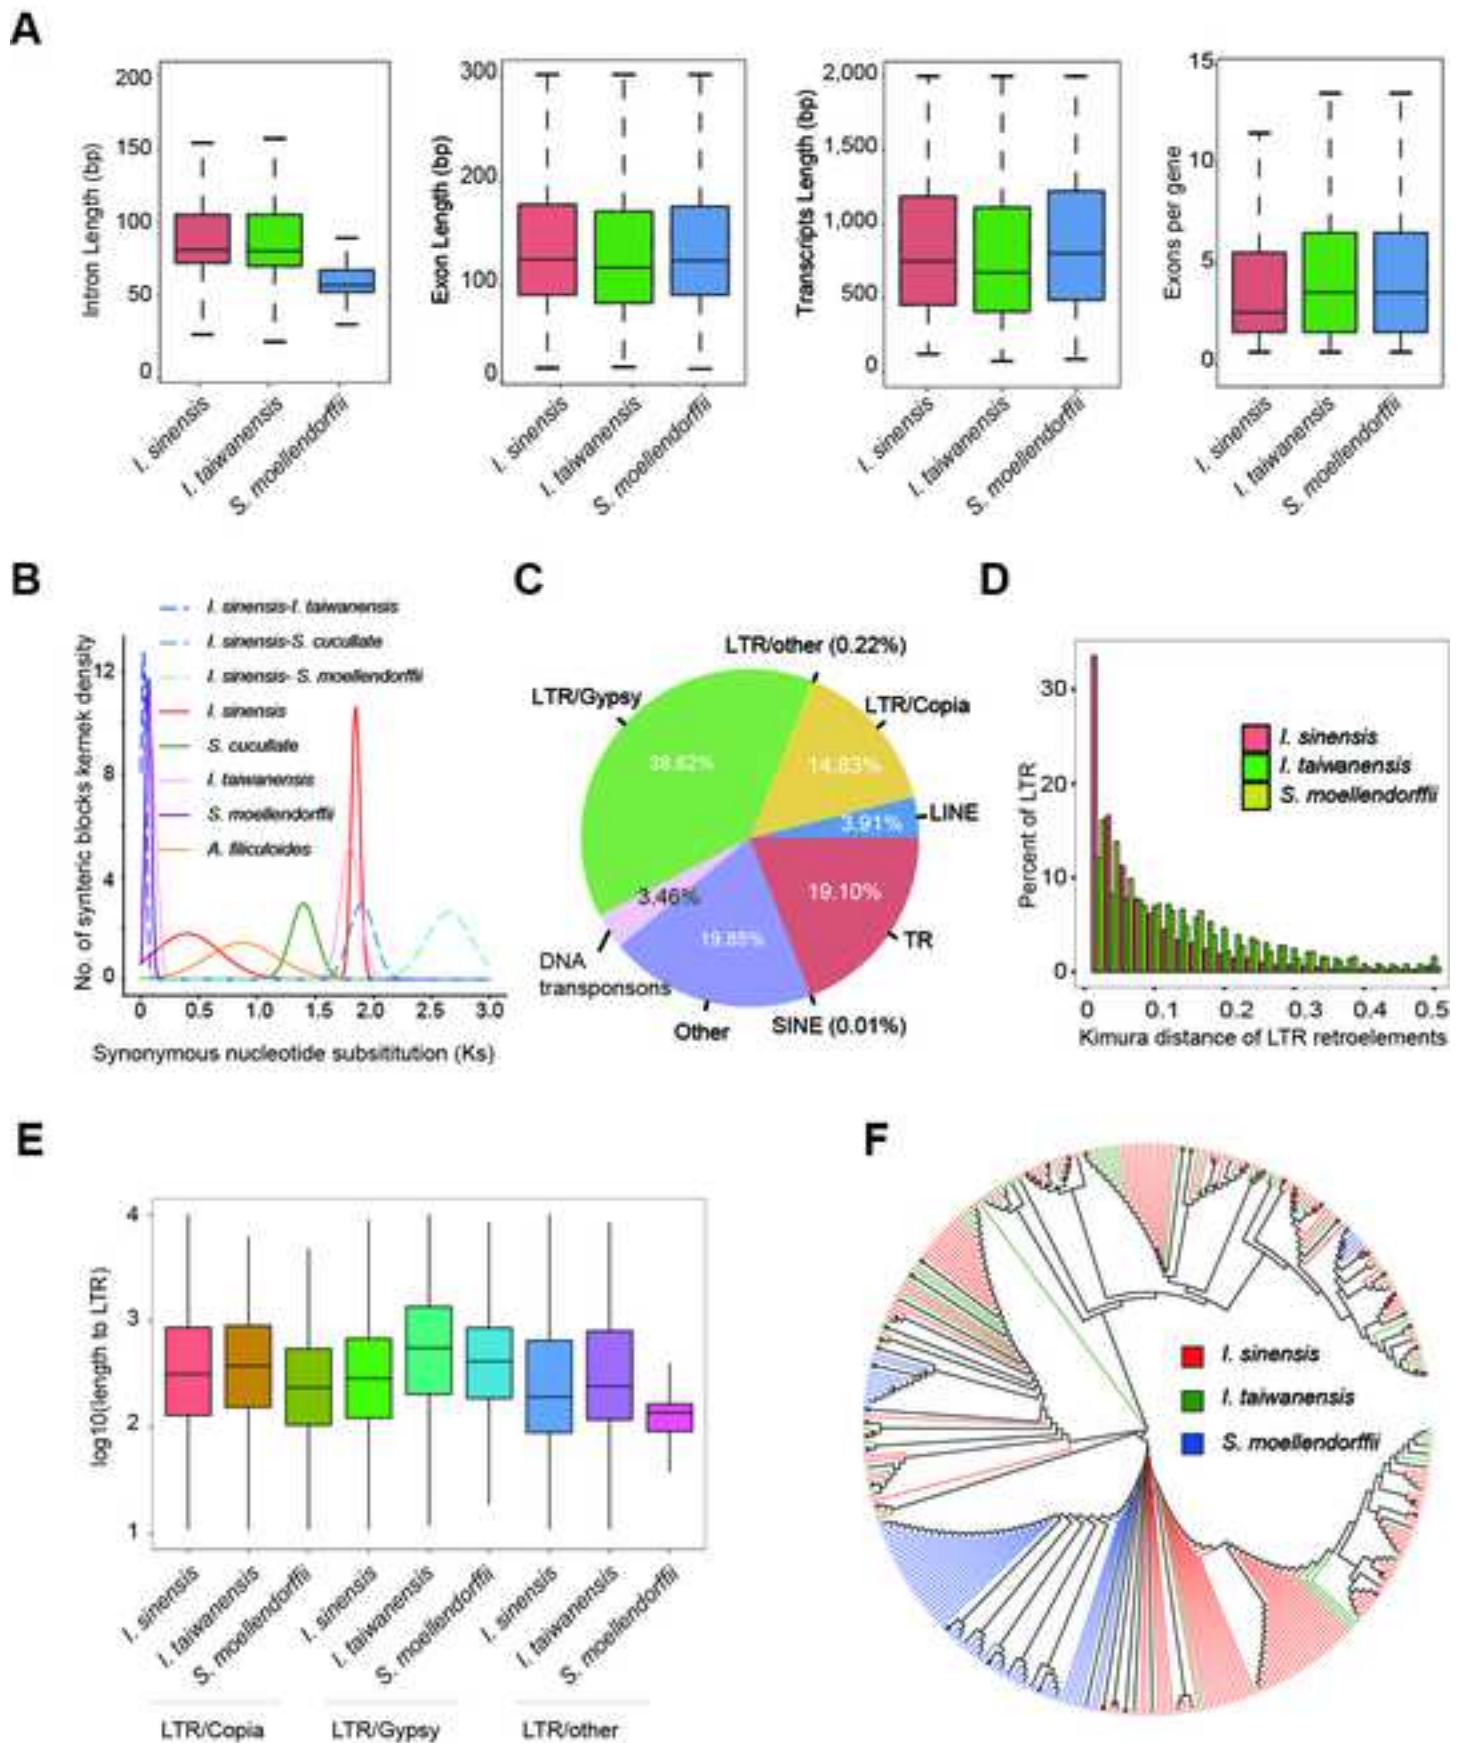 A
200
150
100
50
0
Intron Length (bp)
I. sinensis
I. taiwanensis
S. moellendorffii
300
200
100
0
Exon Length (bp)
I. sinensis
I. taiwanensis
S. moellendorffii
2,000
1,500
1,000
500
0
Transcripts Length (bp)
I. sinensis
I. taiwanensis
S. moellendorffii
15
10
5
0
Exons per gene
I. sinensis
I. taiwanensis
S. moellendorffii
B
I. sinensis-I. taiwanensis
I. sinensis-S. cucullate
I. sinensis- S. moellendorffii
I. sinensis
S. cucullate
I. taiwanensis
S. moellendorffii
A. filiculoides
No. of synteric blocks kernek density
12
8
4
0
0 0.5 1.0 1.5 2.0 2.5 3.0
Synonymous nucleotide subsititution (Ks)
C
LTR/other (0.22%)
LTR/Gypsy
LTR/Copia
38.62%
14.83%
LINE
3.91%
3.46%
19.10%
19.85%
TR
DNA
transponsons
Other
SINE (0.01%)
D
30
20
10
0
Percent of LTR
I. sinensis
I. taiwanensis
S. moellendorffii
0 0.1 0.2 0.3 0.4 0.5
Kimura distance of LTR retroelements
E
4
3
2
1
log10(length to LTR)
I. sinensis
I. taiwanensis
S. moellendorffii
I. sinensis
I. taiwanensis
S. moellendorffii
I. sinensis
I. taiwanensis
S. moellendorffii
LTR/Copia
LTR/Gypsy
LTR/other
F
I. sinensis
I. taiwanensis
S. moellendorffii